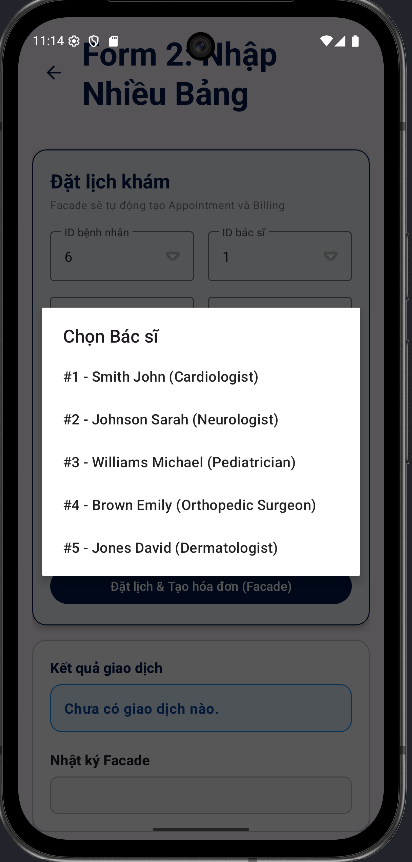 11:14
Form 2: Nhập
Nhiều Bảng
Đặt lịch khám
Facade sẽ tự động tạo Appointment và Billing
ID bệnh nhân
ID bác sĩ
6
1
Chọn Bác sĩ
#1 - Smith John (Cardiologist)
#2 - Johnson Sarah (Neurologist)
#3 - Williams Michael (Pediatrician)
#4 - Brown Emily (Orthopedic Surgeon)
#5 - Jones David (Dermatologist)
Đặt lịch & Tạo hóa đơn (Facade)
Kết quả giao dịch
Chưa có giao dịch nào.
Nhật ký Facade